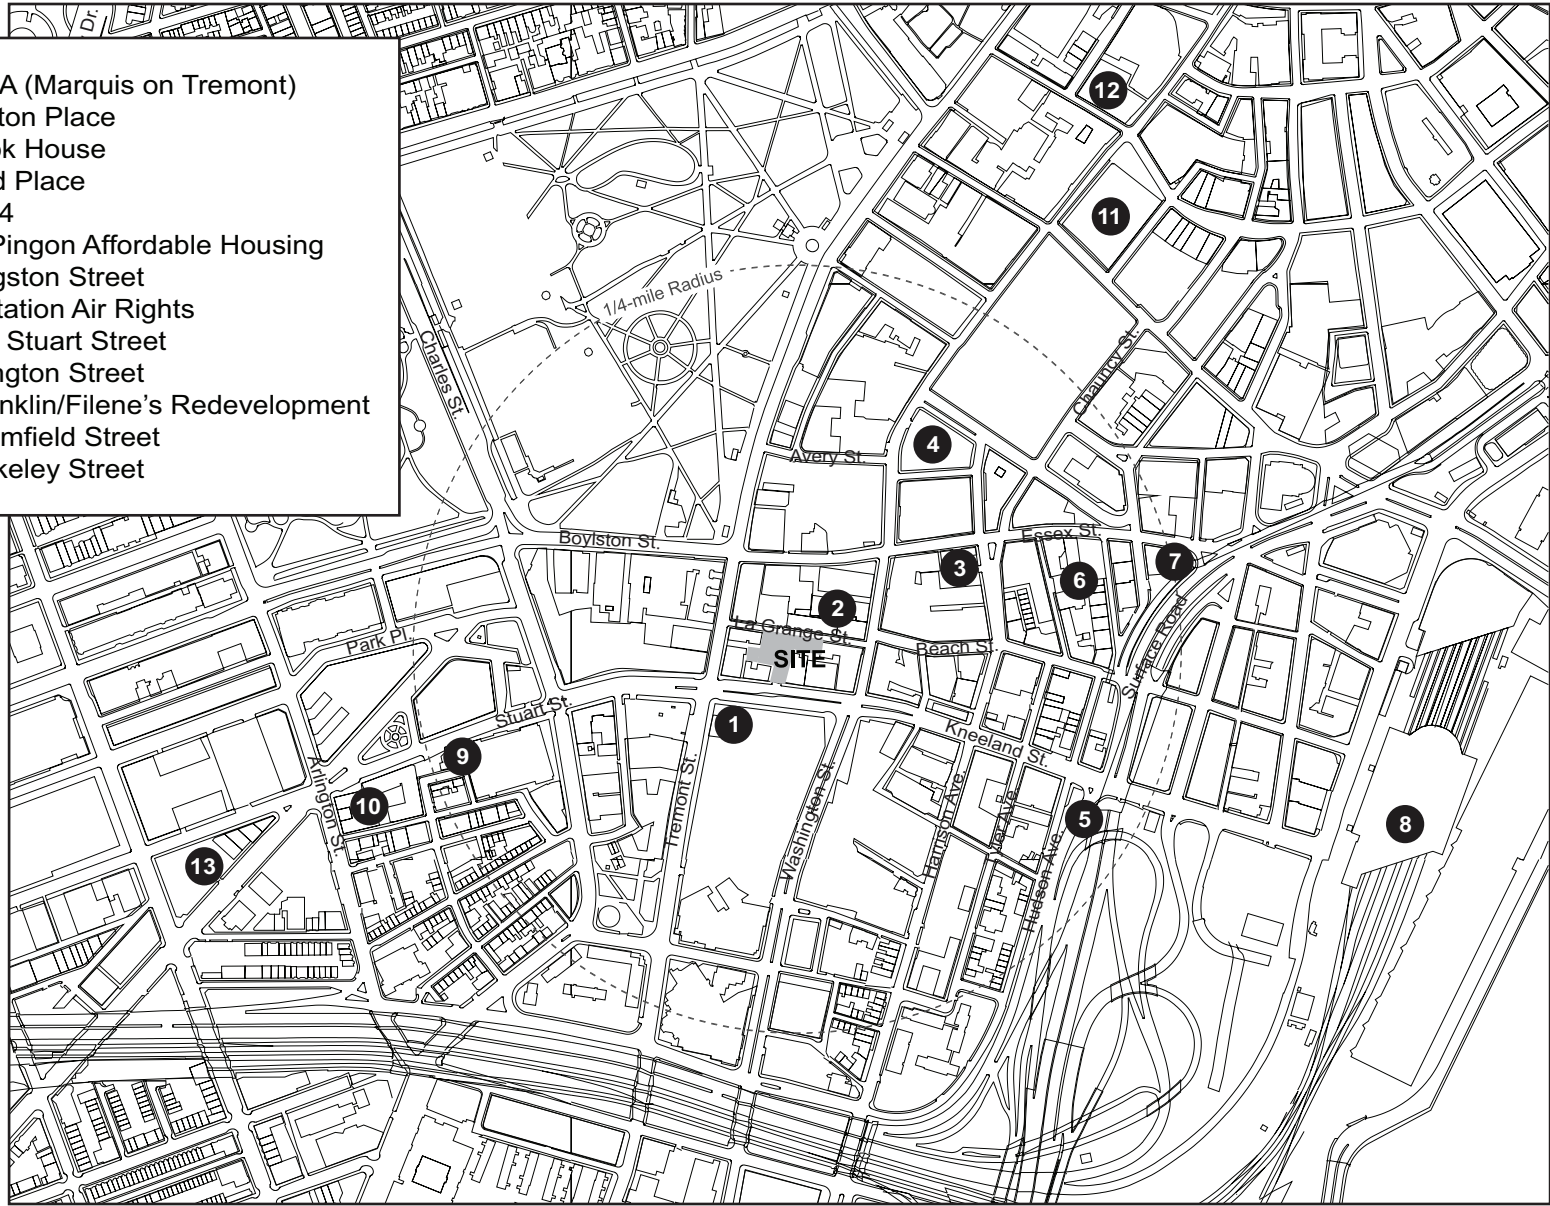 Dr.
A (Marquis on Tremont)
ton Place
ok House
d Place
4
Pingon Affordable Housing
gston Street
tation Air Rights
Stuart Street
ngton Street
nklin/Filene's Redevelopment
mfield Street
keley Street
12
11
1/4-mile Radius
Charles St.
Chauncy St.
4
Avery St.
Boylston St.
Essex St.
3
6
7
2
La Grange St.
SITE
Beach St.
Surface Road
Park Pl.
Stuart St.
1
Kneeland St.
9
10
Arlington St.
Tremont St.
Washington St.
Harrison Ave.
ler Ave.
Hudson Ave.
5
8
13